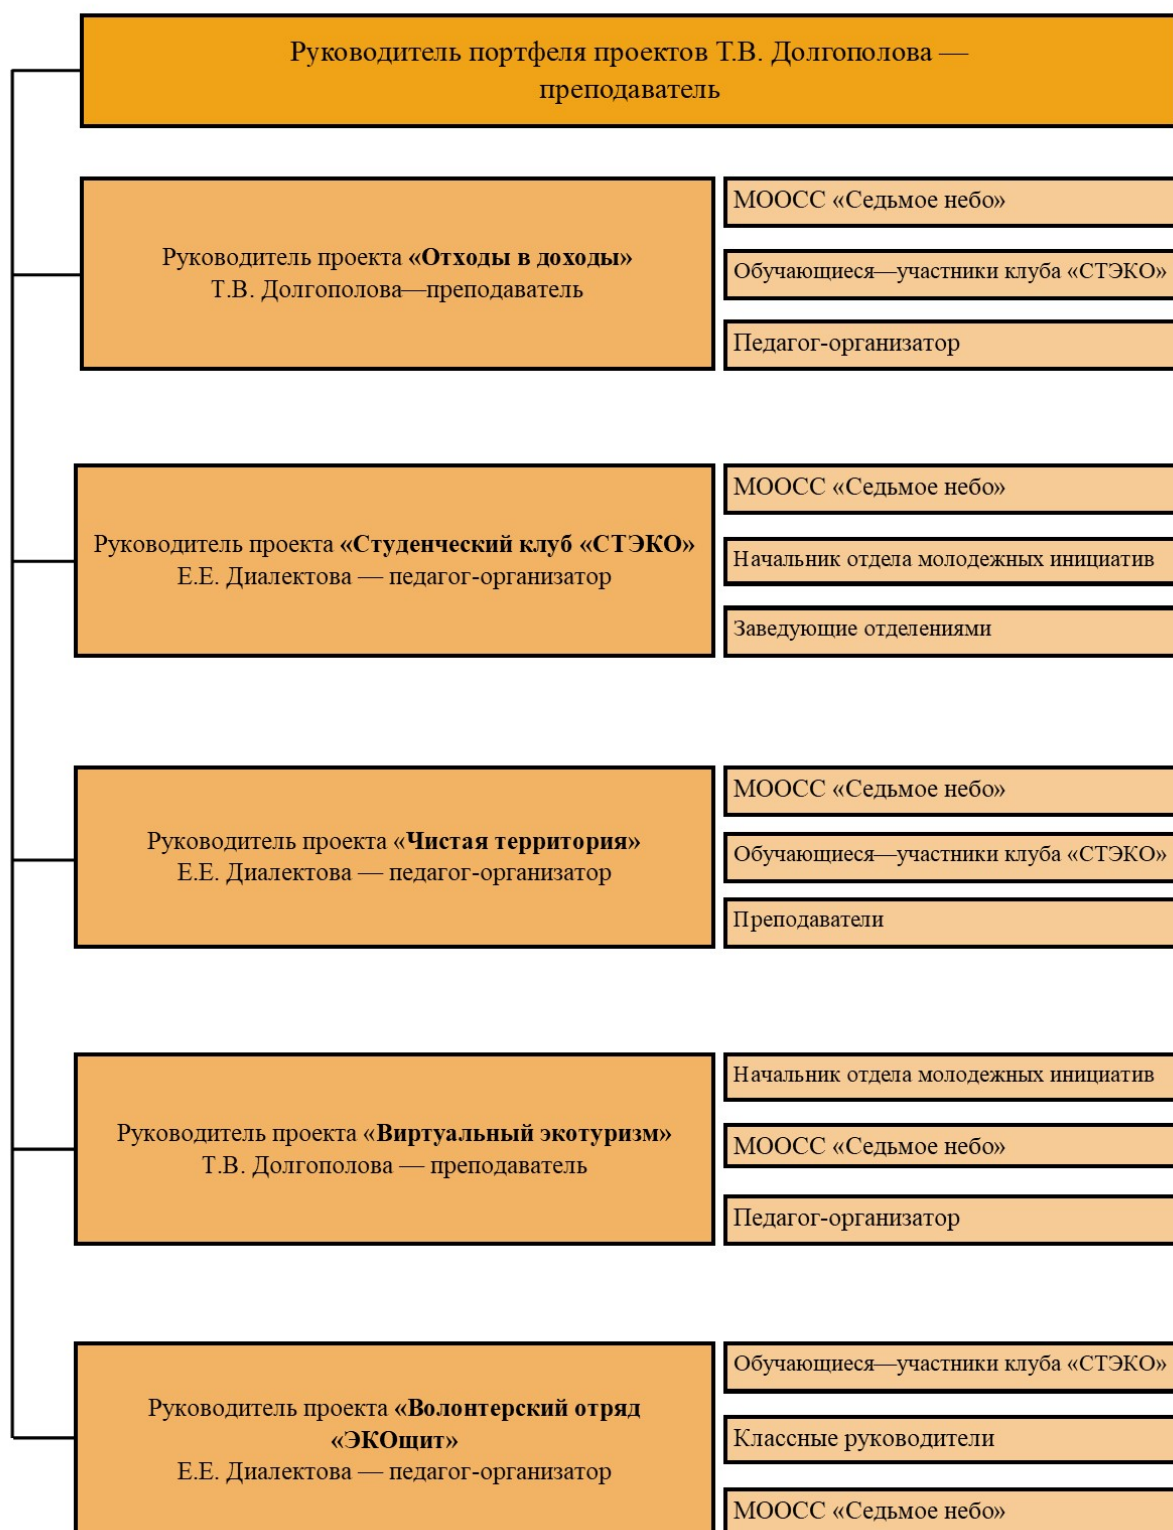 Руководитель портфеля проектов Т.В. Долгополова —
преподаватель
Руководитель проекта «Отходы в доходы»
Т.В. Долгополова—преподаватель
МООСС «Седьмое небо»
Обучающиеся—участники клуба «СТЭКО»
Педагог-организатор
Руководитель проекта «Студенческий клуб «СТЭКО»
Е.Е. Диалектова — педагог-организатор
МООСС «Седьмое небо»
Начальник отдела молодежных инициатив
Заведующие отделениями
Руководитель проекта «Чистая территория»
Е.Е. Диалектова — педагог-организатор
МООСС «Седьмое небо»
Обучающиеся—участники клуба «СТЭКО»
Преподаватели
Руководитель проекта «Виртуальный экотуризм»
Т.В. Долгополова — преподаватель
Начальник отдела молодежных инициатив
МООСС «Седьмое небо»
Педагог-организатор
Руководитель проекта «Волонтерский отряд
«ЭКОщит»
Е.Е. Диалектова — педагог-организатор
Обучающиеся—участники клуба «СТЭКО»
Классные руководители
МООСС «Седьмое небо»